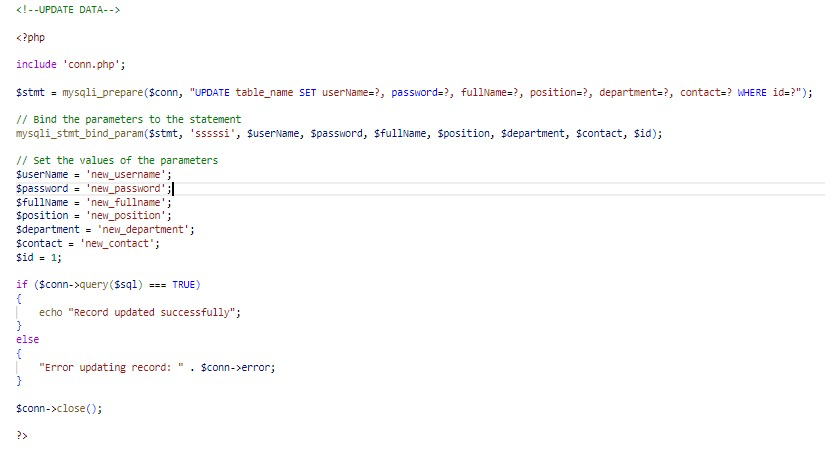 <!--UPDATE DATA-->
<?php
include 'conn.php';
$stmt = mysqli_prepare($conn, "UPDATE table_name SET userName=?, password=?, fullName=?, position=?, department=?, contact=? WHERE id=?");
// Bind the parameters to the statement
mysqli_stmt_bind_param($stmt, 'sssssi', $userName, $password, $fullName, $position, $department, $contact, $id);
// Set the values of the parameters
$userName = 'new_username';
$password = 'new_password';
$fullName = 'new_fullname';
$position = 'new_position';
$department = 'new_department';
$contact = 'new_contact';
$id = 1;
if ($conn->query($sql) === TRUE)
{
    echo "Record updated successfully";
}
else
{
    "Error updating record: " . $conn->error;
}
$conn->close();
?>